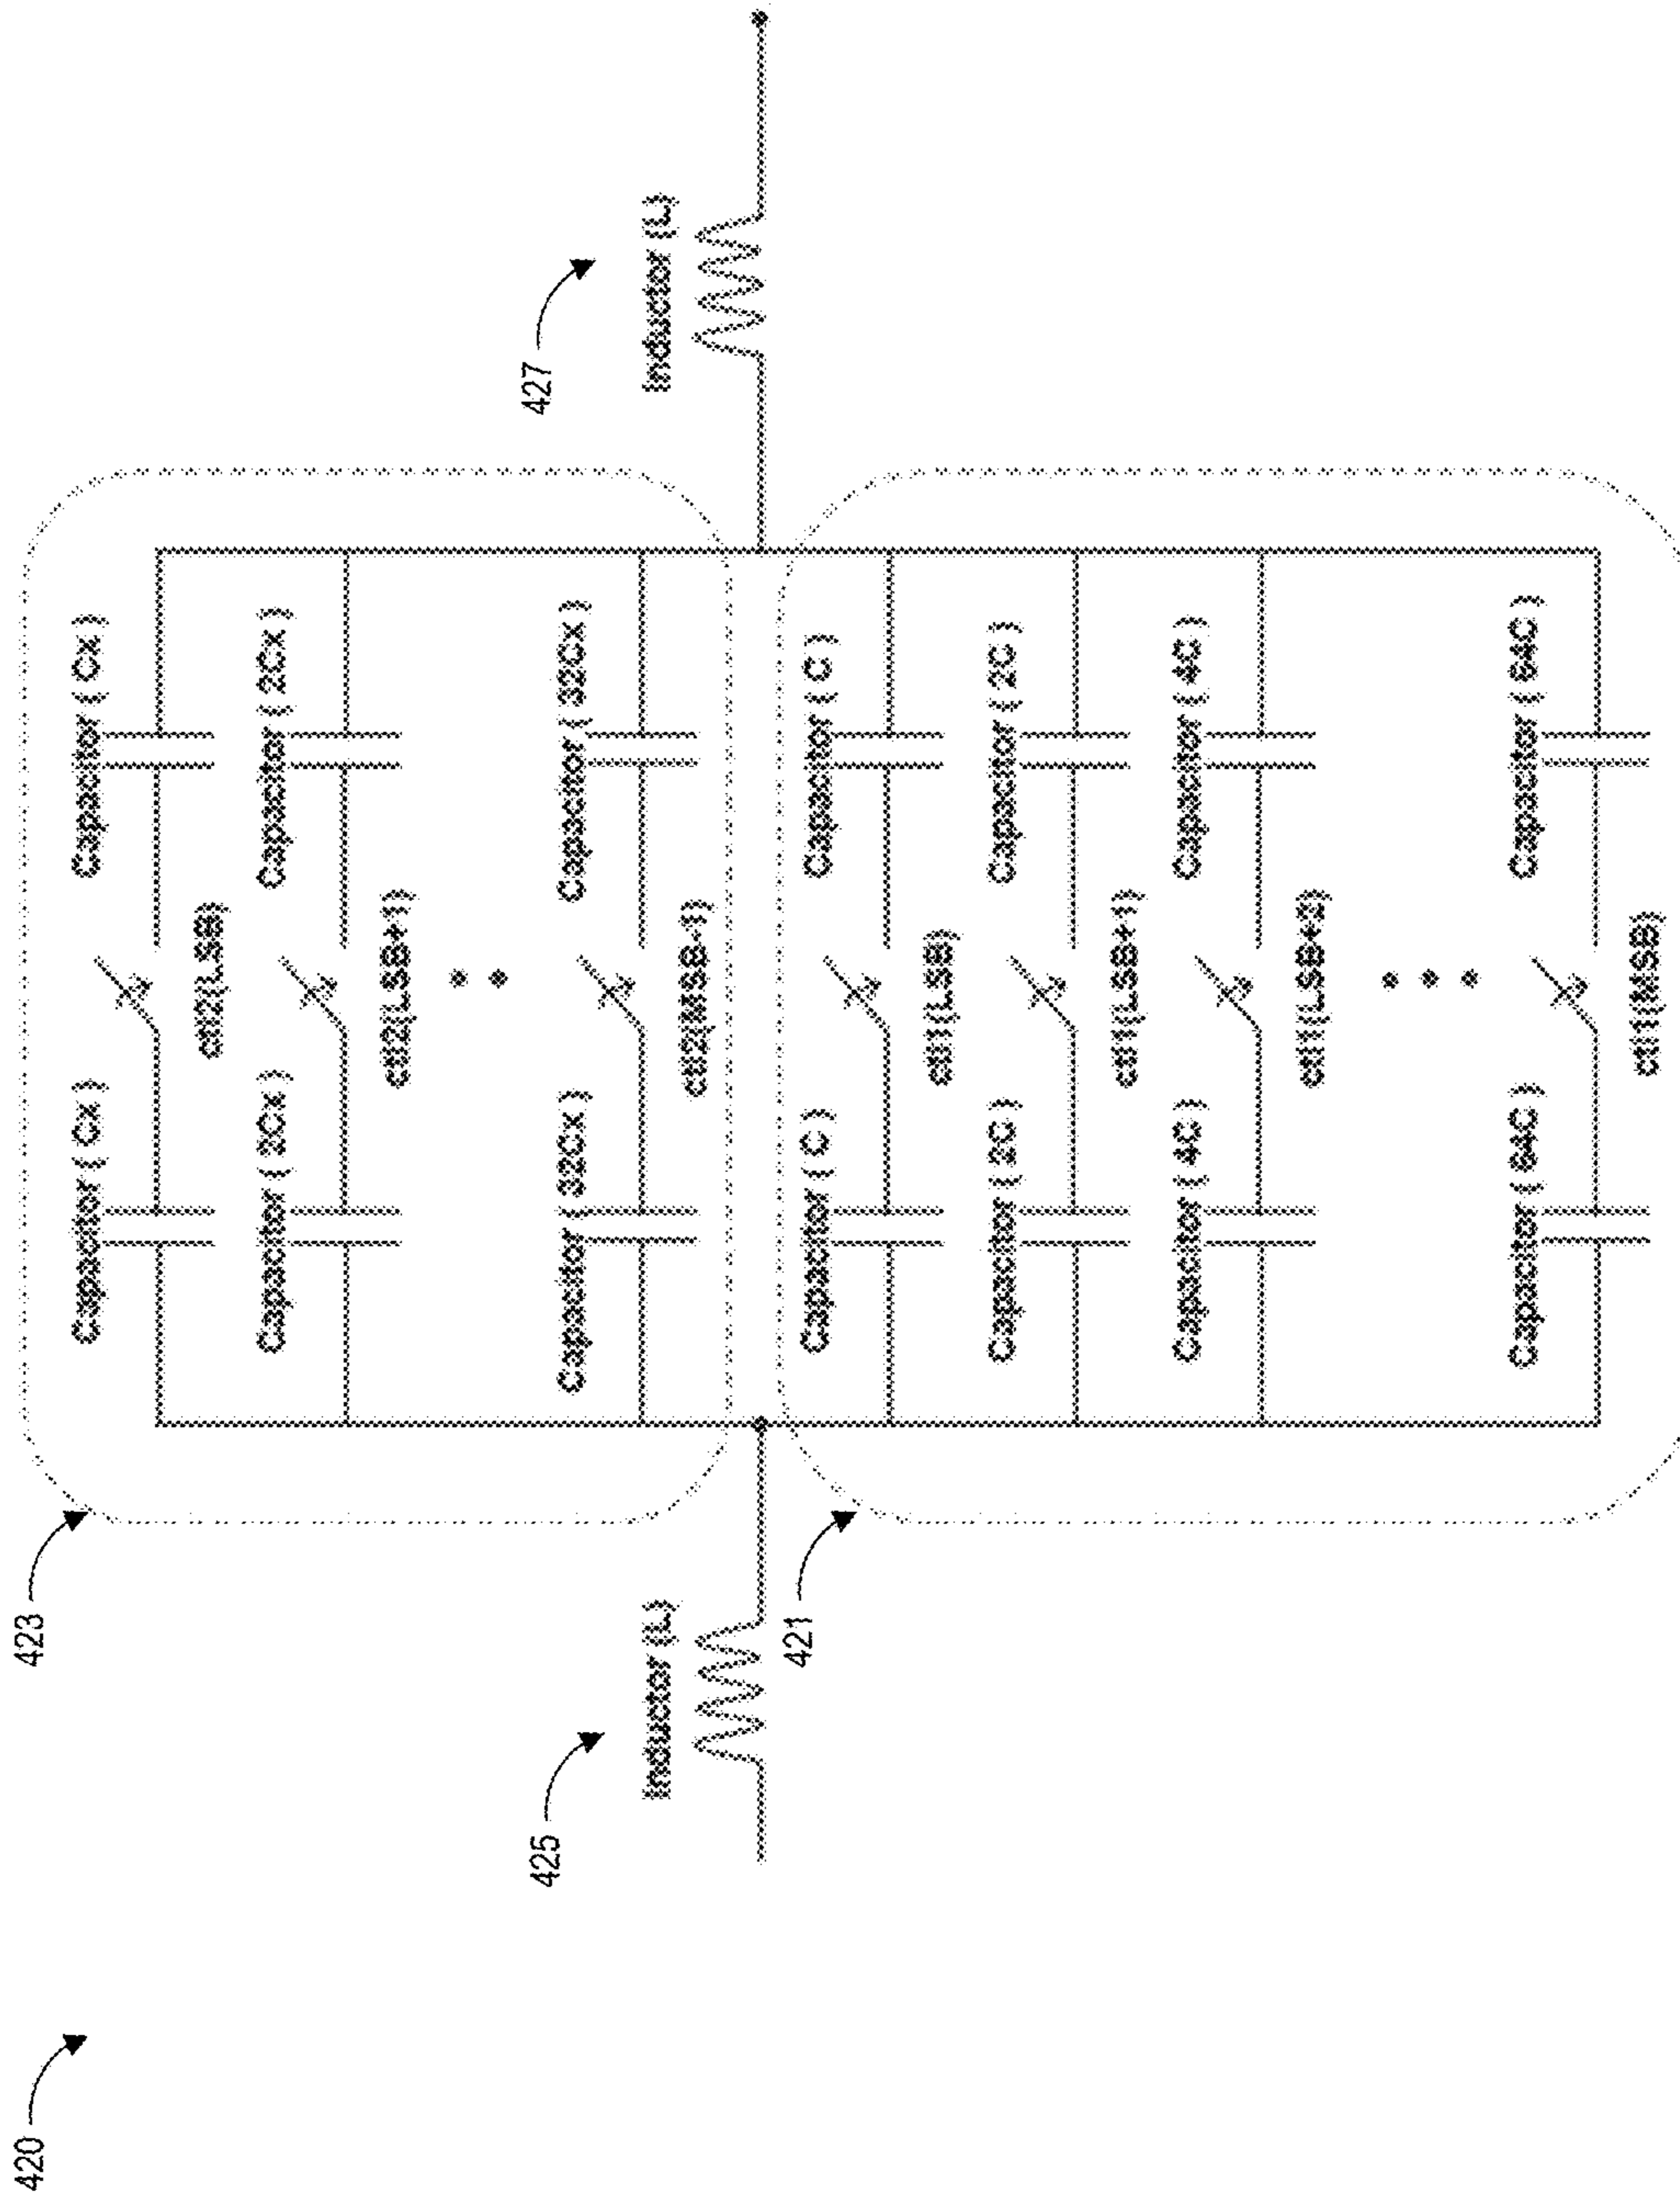 420
423
Capacitor ( Cx )
Capacitor ( Cx )
ctl2(LSB)
Capacitor ( 2Cx )
Capacitor ( 2Cx )
ctl2(LSB+1)
Capacitor ( 32Cx )
Capacitor ( 32Cx )
ctl2(MSB-1)
425
Inductor (L)
427
Inductor (L)
421
Capacitor ( C )
Capacitor ( C )
ctl1(LSB)
Capacitor ( 2C )
Capacitor ( 2C )
ctl1(LSB+1)
Capacitor ( 4C )
Capacitor ( 4C )
ctl1(LSB+2)
Capacitor ( 64C )
Capacitor ( 64C )
ctl1(MSB)